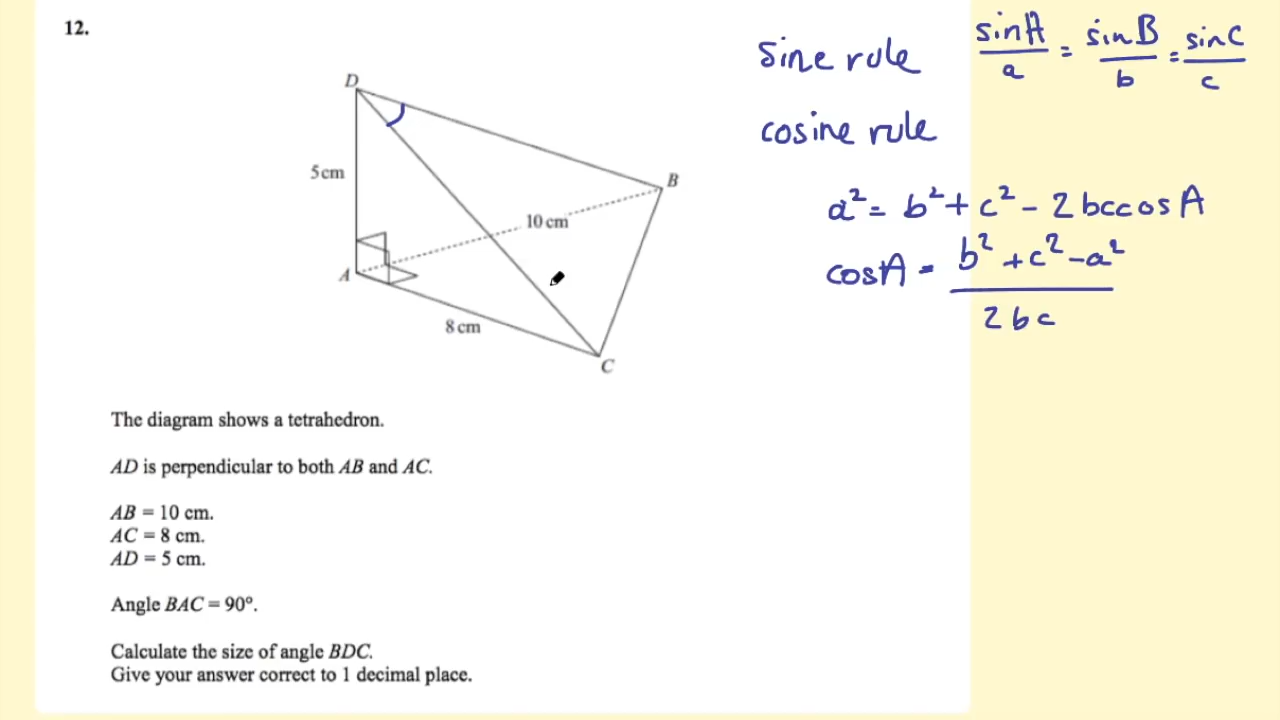 12.
sine rule sinA/a = sinB/b = sinC/c
cosine rule
a² = b² + c² - 2bccosA
cosA = b² + c² - a² / 2bc
D
B
5 cm
10 cm
A
8 cm
C
The diagram shows a tetrahedron.
AD is perpendicular to both AB and AC.
AB = 10 cm.
AC = 8 cm.
AD = 5 cm.
Angle BAC = 90°.
Calculate the size of angle BDC.
Give your answer correct to 1 decimal place.